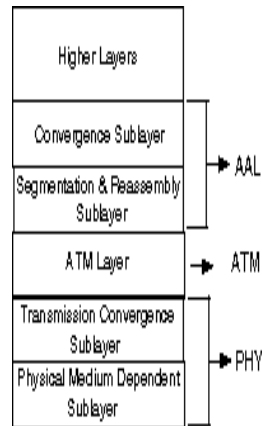 Higher Layers
Convergence Sublayer
AAL
Segmentation & Reassembly
Sublayer
ATM Layer
ATM
Transmission Convergence
Sublayer
PHY
Physical Medium Dependent
Sublayer